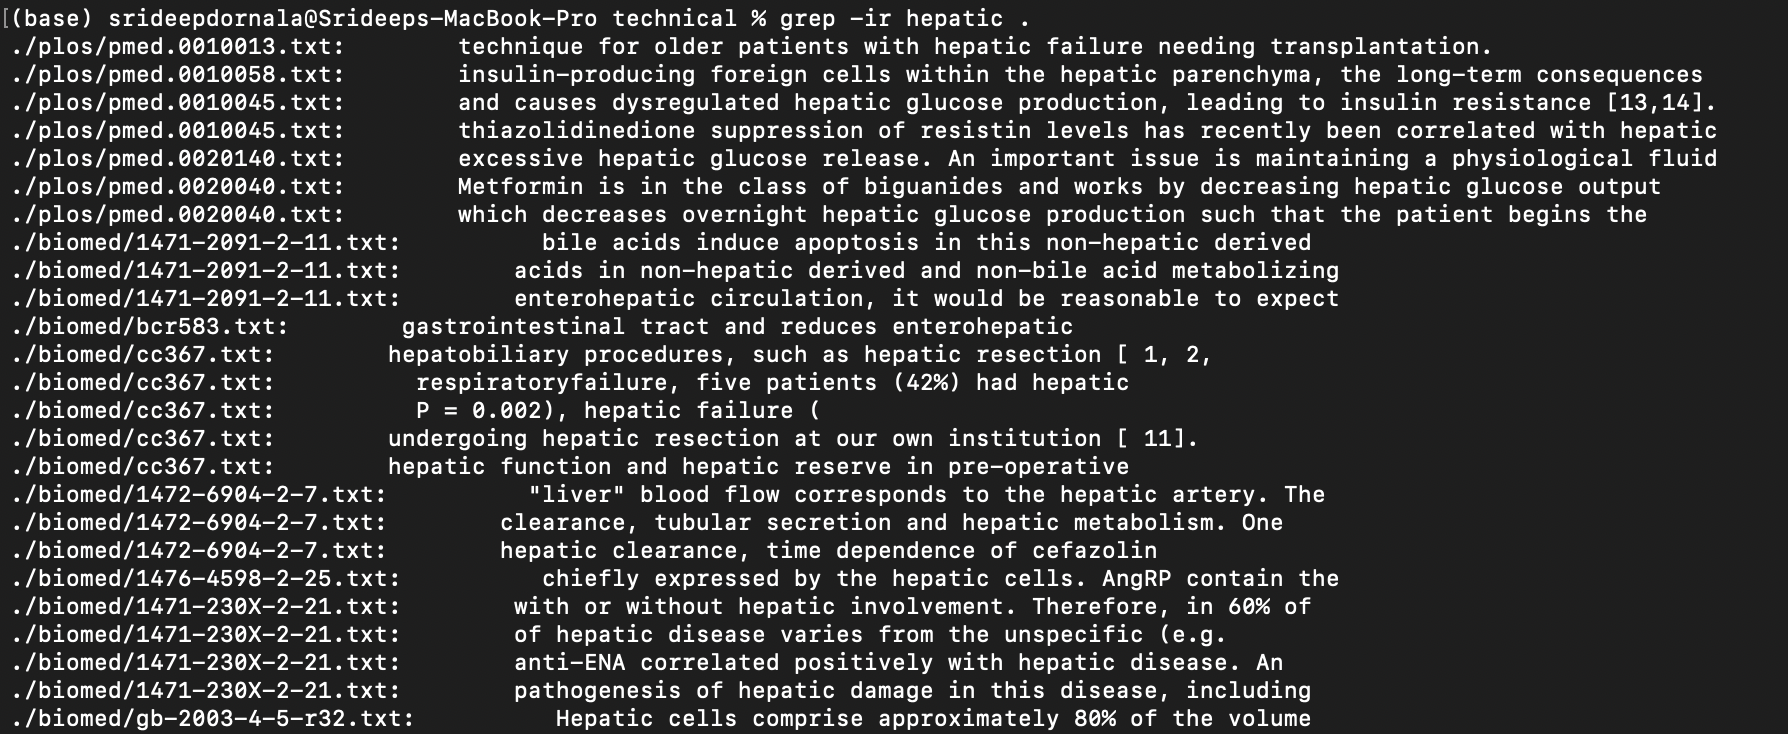 [(base) srideepdornala@Srideeps-MacBook-Pro technical % grep -ir hepatic .
./plos/pmed.0010013.txt:        technique for older patients with hepatic failure needing transplantation.
./plos/pmed.0010058.txt:        insulin-producing foreign cells within the hepatic parenchyma, the long-term consequences
./plos/pmed.0010045.txt:        and causes dysregulated hepatic glucose production, leading to insulin resistance [13,14].
./plos/pmed.0010045.txt:        thiazolidinedione suppression of resistin levels has recently been correlated with hepatic
./plos/pmed.0020140.txt:        excessive hepatic glucose release. An important issue is maintaining a physiological fluid
./plos/pmed.0020040.txt:        Metformin is in the class of biguanides and works by decreasing hepatic glucose output
./plos/pmed.0020040.txt:        which decreases overnight hepatic glucose production such that the patient begins the
./biomed/1471-2091-2-11.txt:          bile acids induce apoptosis in this non-hepatic derived
./biomed/1471-2091-2-11.txt:        acids in non-hepatic derived and non-bile acid metabolizing
./biomed/1471-2091-2-11.txt:        enterohepatic circulation, it would be reasonable to expect
./biomed/bcr583.txt:        gastrointestinal tract and reduces enterohepatic
./biomed/cc367.txt:        hepatobiliary procedures, such as hepatic resection [ 1, 2,
./biomed/cc367.txt:          respiratoryfailure, five patients (42%) had hepatic
./biomed/cc367.txt:          P = 0.002), hepatic failure (
./biomed/cc367.txt:        undergoing hepatic resection at our own institution [ 11].
./biomed/cc367.txt:        hepatic function and hepatic reserve in pre-operative
./biomed/1472-6904-2-7.txt:          "liver" blood flow corresponds to the hepatic artery. The
./biomed/1472-6904-2-7.txt:        clearance, tubular secretion and hepatic metabolism. One
./biomed/1472-6904-2-7.txt:        hepatic clearance, time dependence of cefazolin
./biomed/1476-4598-2-25.txt:          chiefly expressed by the hepatic cells. AngRP contain the
./biomed/1471-230X-2-21.txt:        with or without hepatic involvement. Therefore, in 60% of
./biomed/1471-230X-2-21.txt:        of hepatic disease varies from the unspecific (e.g.
./biomed/1471-230X-2-21.txt:        anti-ENA correlated positively with hepatic disease. An
./biomed/1471-230X-2-21.txt:        pathogenesis of hepatic damage in this disease, including
./biomed/gb-2003-4-5-r32.txt:          Hepatic cells comprise approximately 80% of the volume